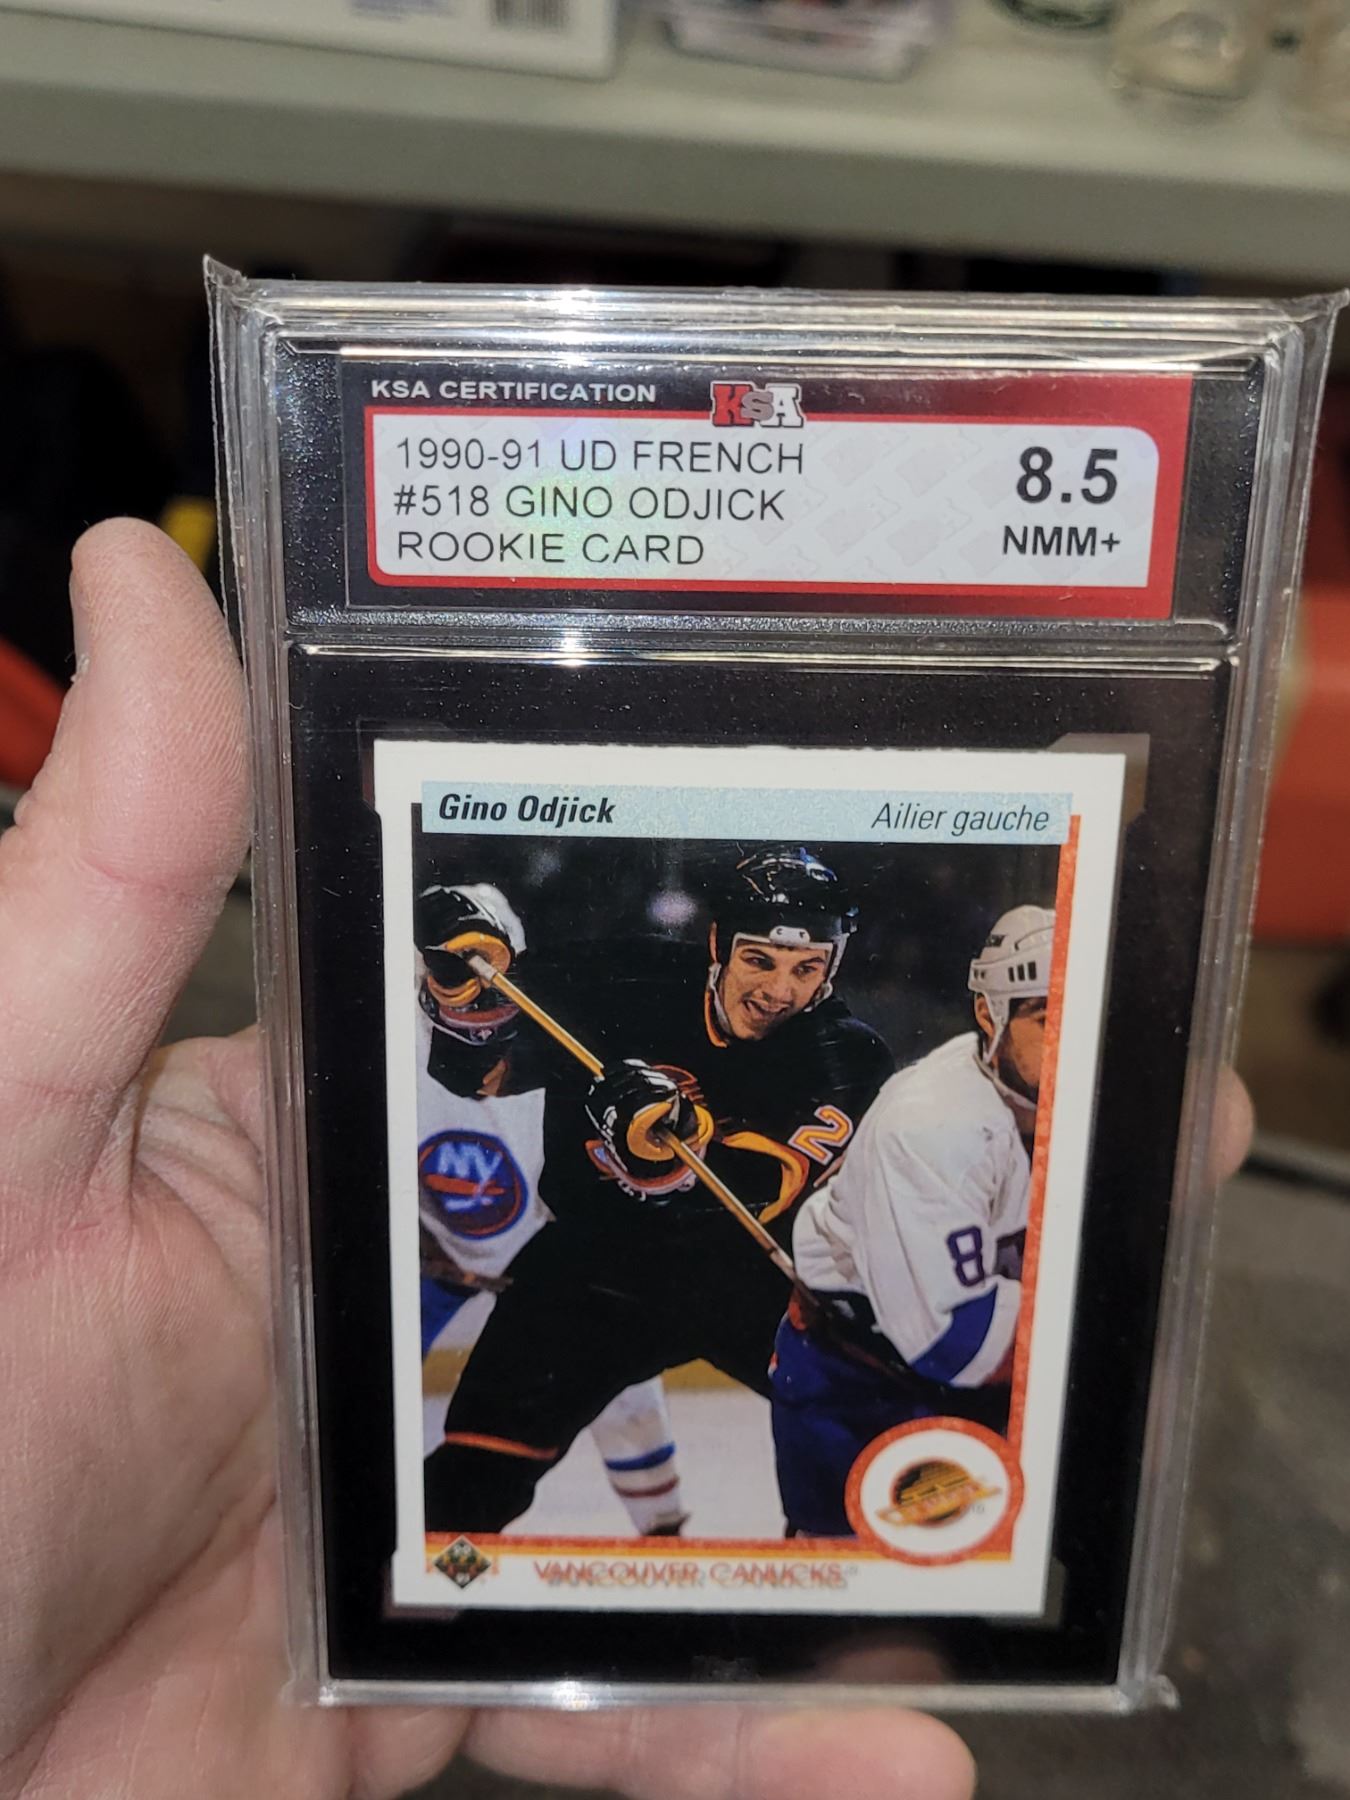 KSA CERTIFICATION
KSA
1990-91 UD FRENCH
#518 GINO ODJICK
ROOKIE CARD
8.5
NMM+
Gino Odjick
Ailier gauche
NY
2
8
VANCOUVER CANUCKS